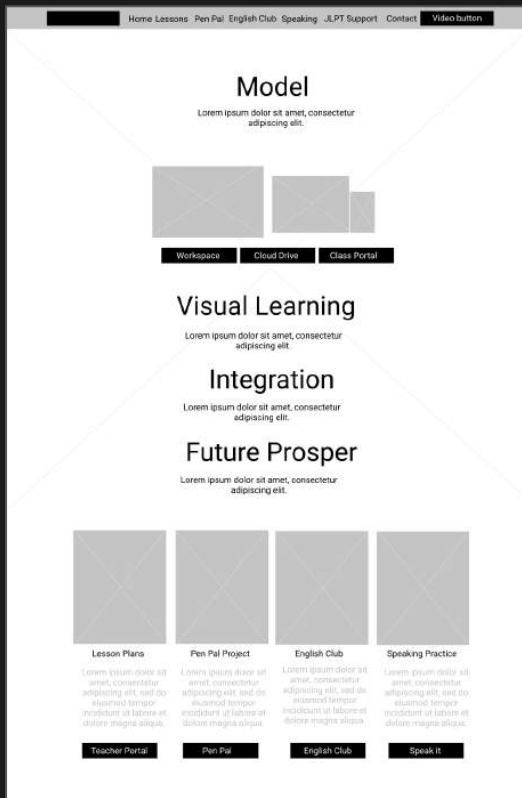 Home Lessons Pen Pal English Club Speaking JLPT Support Contact Video button
Model
Lorem ipsum dolor sit amet, consectetur
adipiscing elit.
Workspace Cloud Drive Class Portal
Visual Learning
Lorem ipsum dolor sit amet, consectetur
adipiscing elit.
Integration
Lorem ipsum dolor sit amet, consectetur
adipiscing elit.
Future Prosper
Lorem ipsum dolor sit amet, consectetur
adipiscing elit.
Lesson Plans
Lorem ipsum dolor sit
amet, consectetur
adipiscing elit, sed do
eiusmod tempor
incididunt ut labore et
dolore magna aliqua.
Teacher Portal
Pen Pal Project
Lorem ipsum dolor sit
amet, consectetur
adipiscing elit, sed do
eiusmod tempor
incididunt ut labore et
dolore magna aliqua.
Pen Pal
English Club
Lorem ipsum dolor sit
amet, consectetur
adipiscing elit, sed do
eiusmod tempor
incididunt ut labore et
dolore magna aliqua.
English Club
Speaking Practice
Lorem ipsum dolor sit
amet, consectetur
adipiscing elit, sed do
eiusmod tempor
incididunt ut labore et
dolore magna aliqua.
Speak it